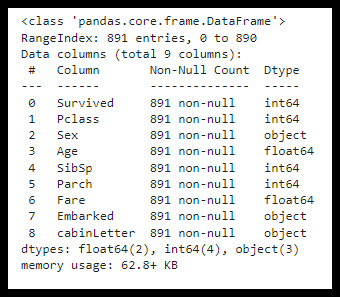 <class 'pandas.core.frame.DataFrame'>
RangeIndex: 891 entries, 0 to 890
Data columns (total 9 columns):
 #   Column        Non-Null Count  Dtype
---  ------        --------------  -----
 0   Survived      891 non-null    int64
 1   Pclass        891 non-null    int64
 2   Sex           891 non-null    object
 3   Age           891 non-null    float64
 4   SibSp         891 non-null    int64
 5   Parch         891 non-null    int64
 6   Fare          891 non-null    float64
 7   Embarked      891 non-null    object
 8   cabinLetter   891 non-null    object
dtypes: float64(2), int64(4), object(3)
memory usage: 62.8+ KB